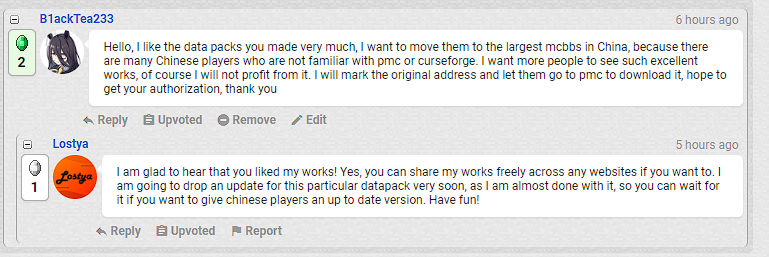 B1ackTea233
6 hours ago
2
Hello, I like the data packs you made very much, I want to move them to the largest mcbbs in China, because there
are many Chinese players who are not familiar with pmc or curseforge. I want more people to see such excellent
works, of course I will not profit from it. I will mark the original address and let them go to pmc to download it, hope to
get your authorization, thank you
Reply Upvoted Remove Edit
Lostya
5 hours ago
1
Lostya
I am glad to hear that you liked my works! Yes, you can share my works freely across any websites if you want to. I
am going to drop an update for this particular datapack very soon, as I am almost done with it, so you can wait for
it if you want to give chinese players an up to date version. Have fun!
Reply Upvoted Report